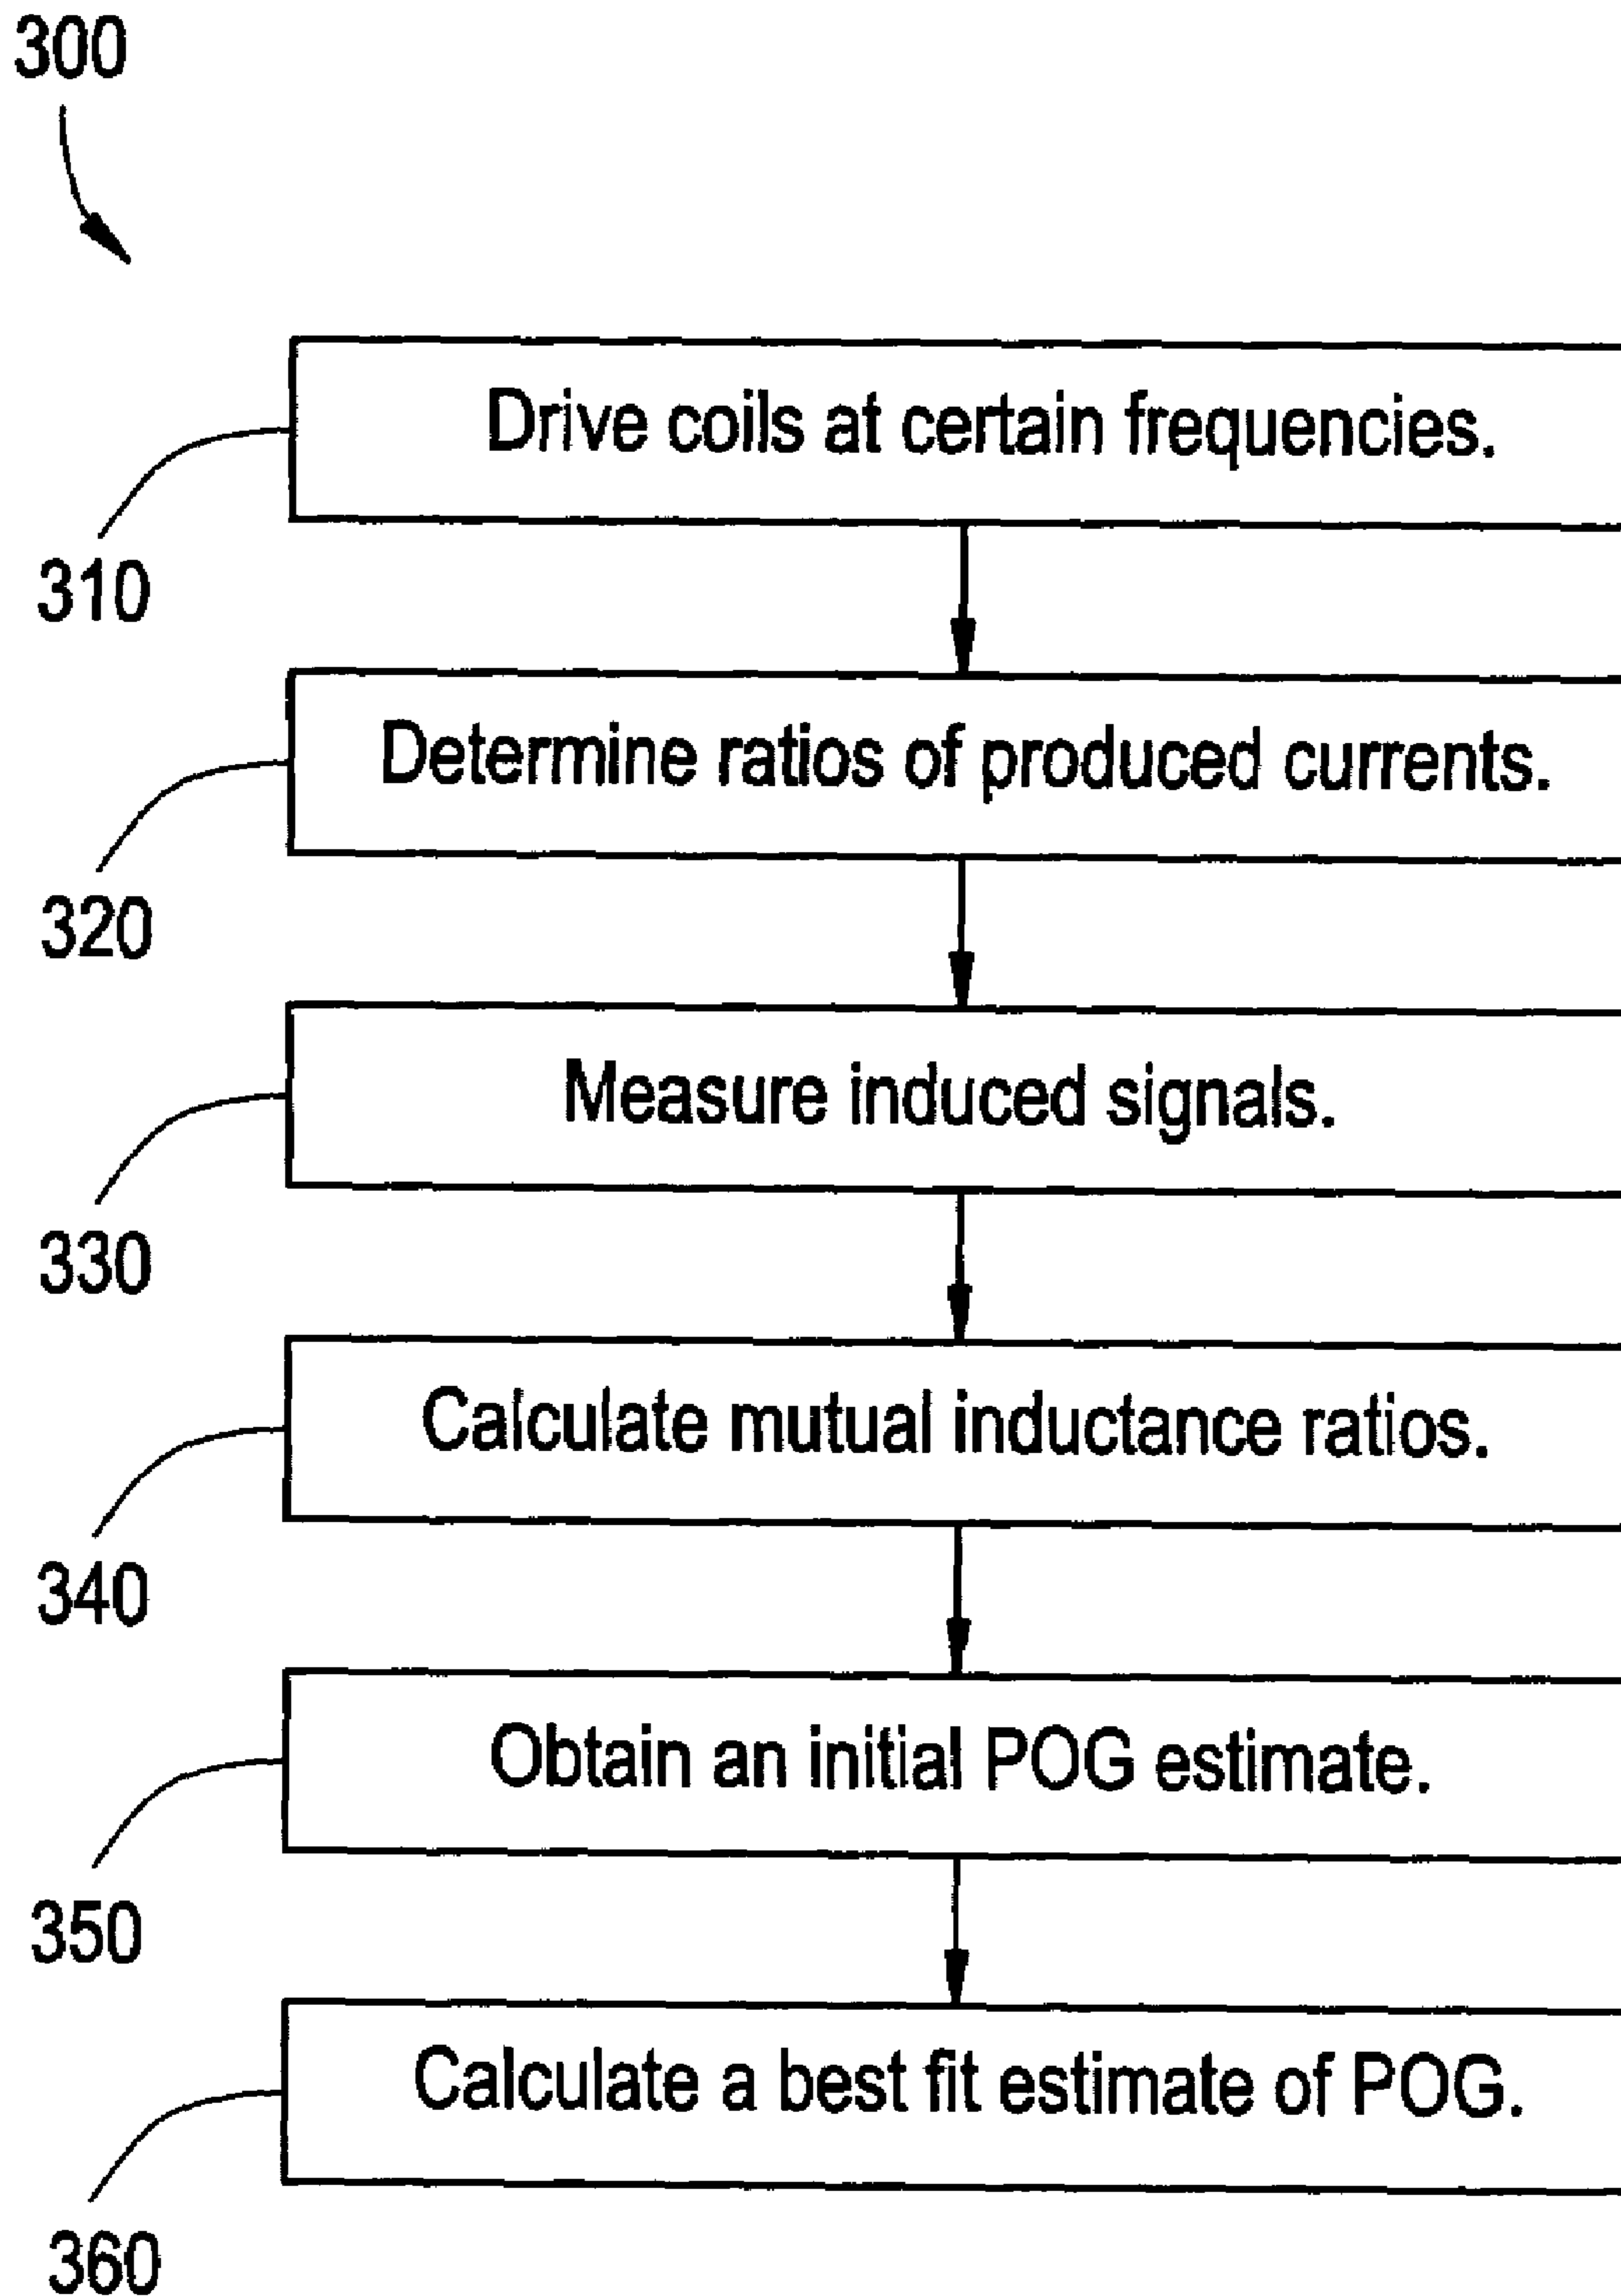 300
Drive coils at certain frequencies.
310
Determine ratios of produced currents.
320
Measure induced signals.
330
Calculate mutual inductance ratios.
340
Obtain an initial POG estimate.
350
Calculate a best fit estimate of POG.
360